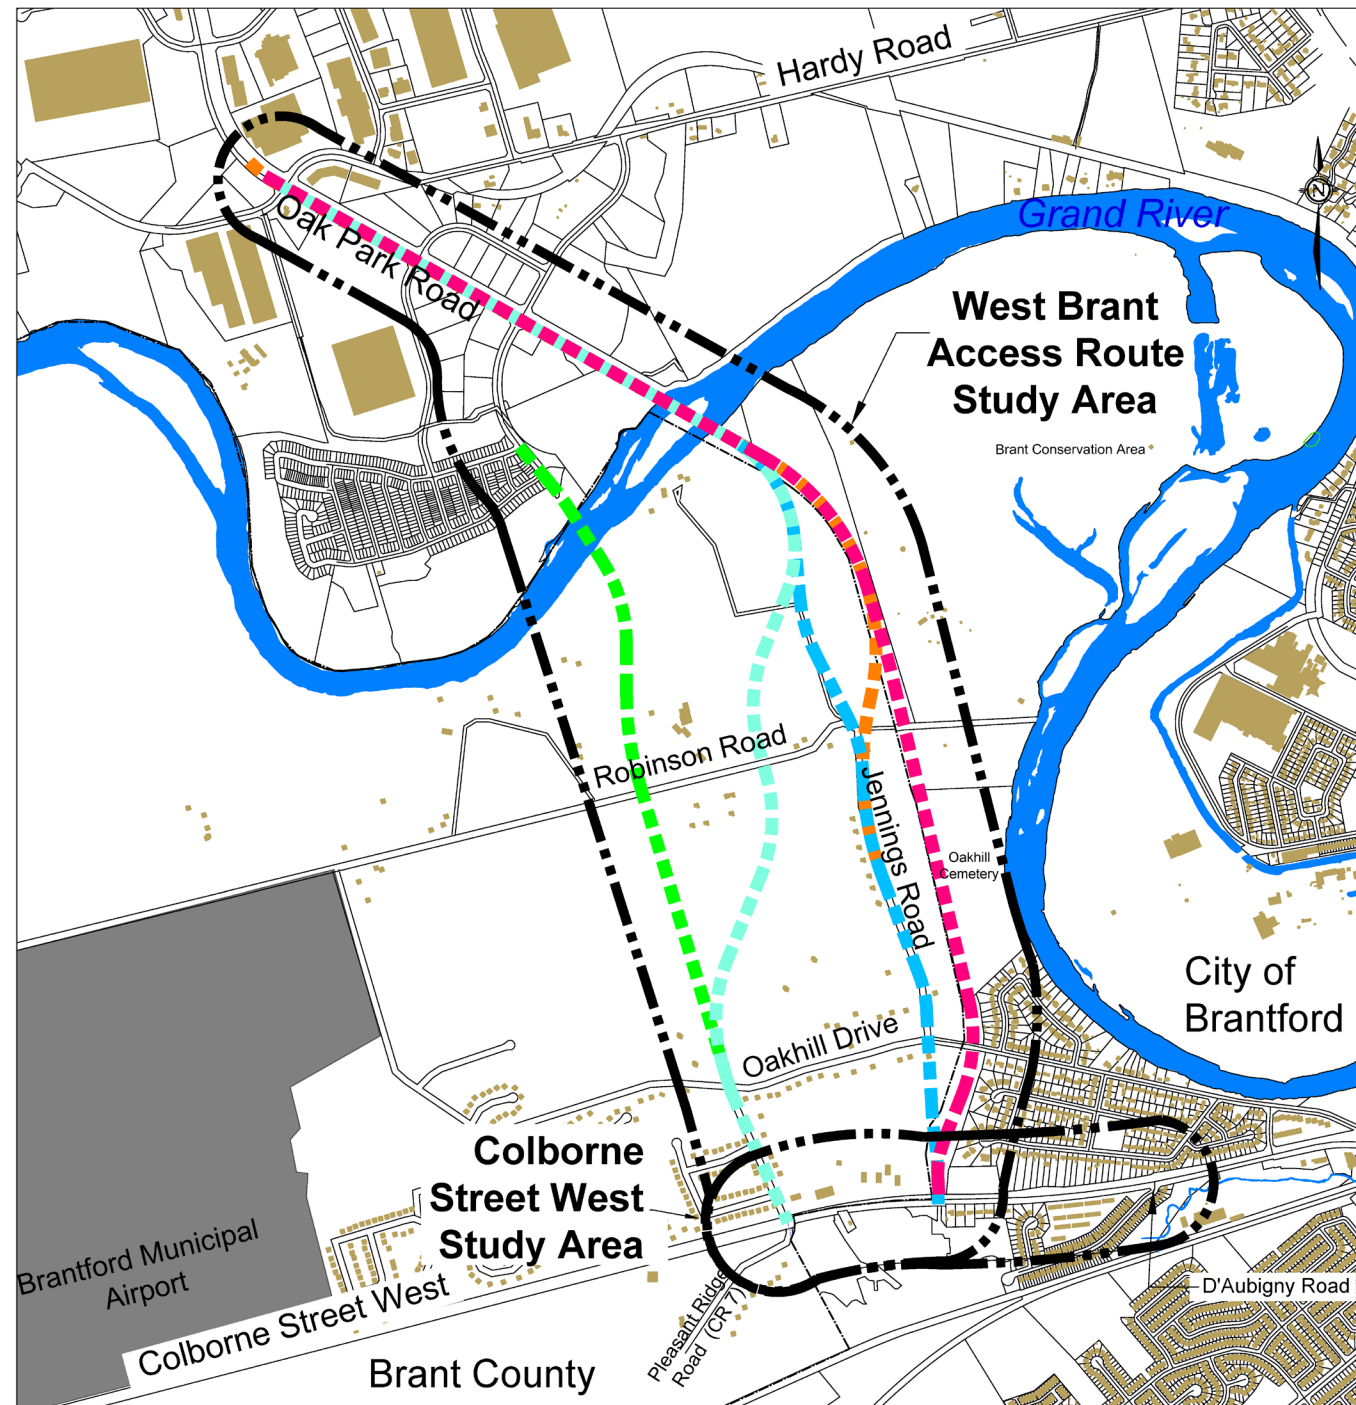 Hardy Road
Grand River
N
Oak Park Road
West Brant
Access Route
Study Area
Brant Conservation Area
Robinson Road
Jennings Road
Oakhill
Cemetery
City of
Brantford
Oakhill Drive
Colborne
Street West
Study Area
Brantford Municipal
Airport
D'Aubigny Road
Colborne Street West
Pleasant Ridge
Road (CR 7)
Brant County